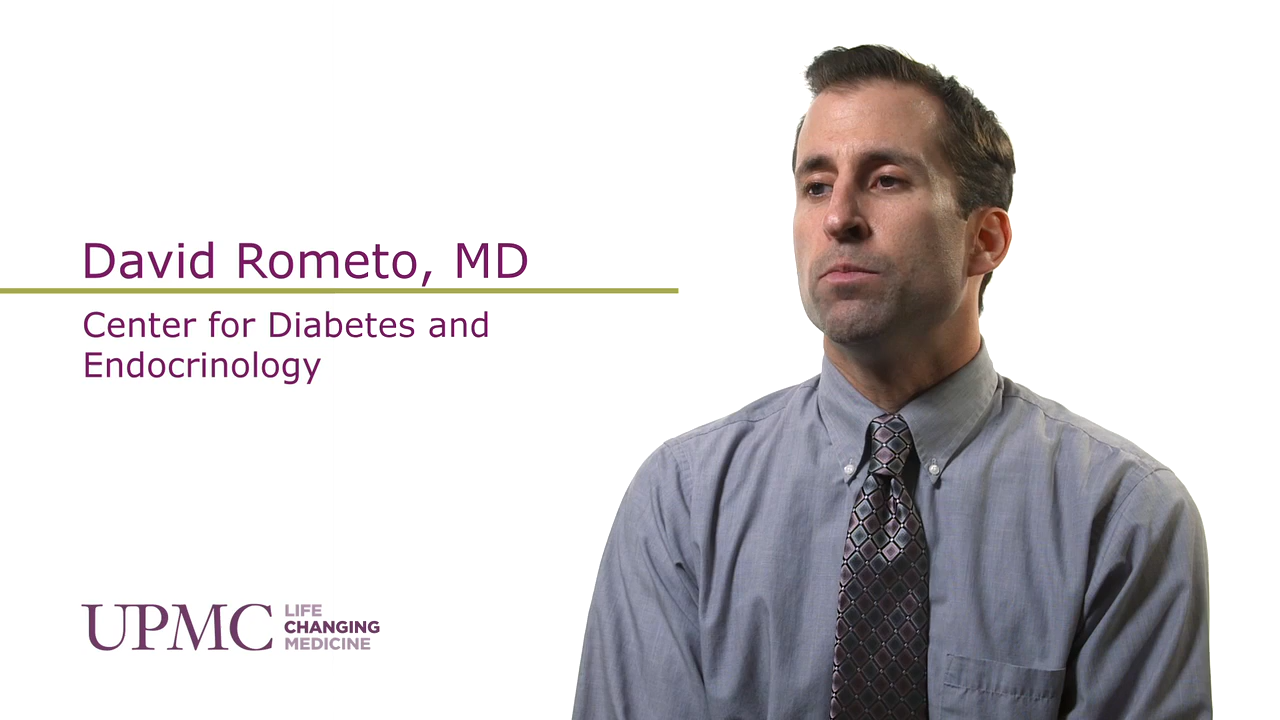 David Rometo, MD
Center for Diabetes and
Endocrinology
UPMC
LIFE
CHANGING
MEDICINE